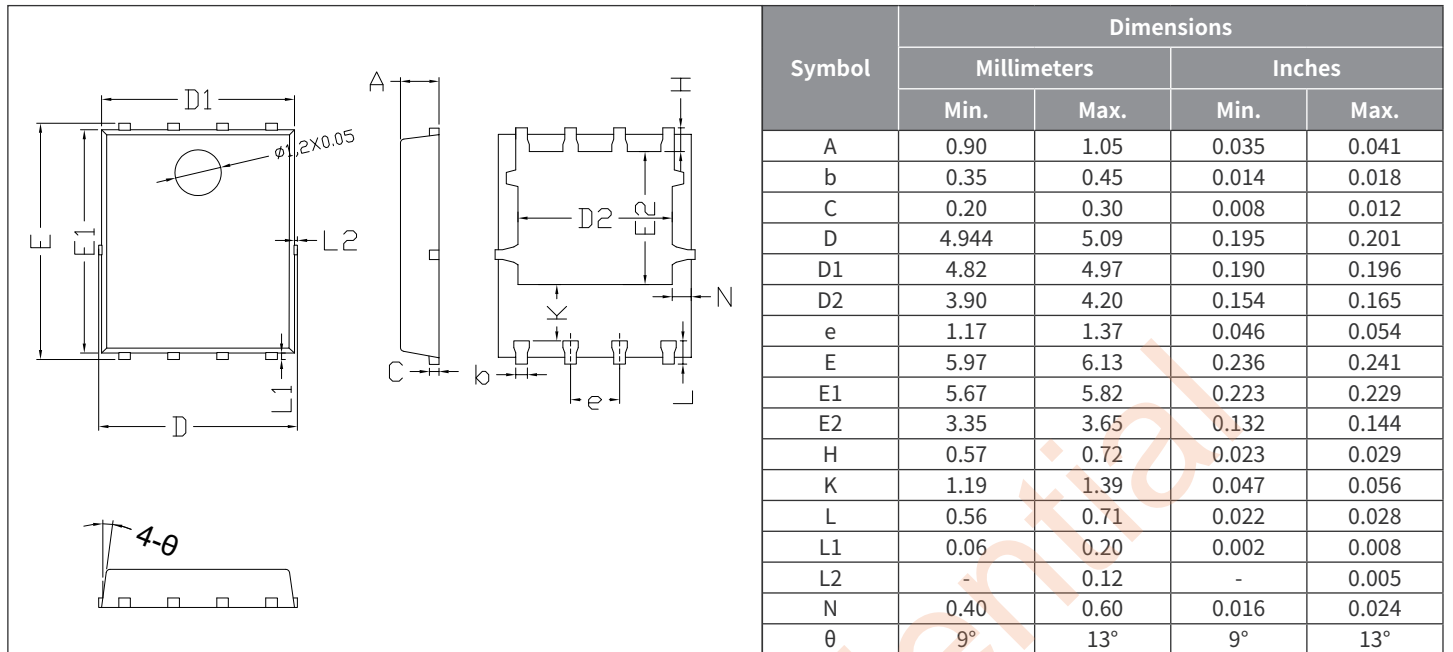 D1
ø1,2X0.05
E
E1
L2
L1
D
A
C
H
D2
E2
K
N
b
e
L
4-θ
Symbol Dimensions
Millimeters Inches
Min. Max. Min. Max.
A 0.90 1.05 0.035 0.041
b 0.35 0.45 0.014 0.018
C 0.20 0.30 0.008 0.012
D 4.944 5.09 0.195 0.201
D1 4.82 4.97 0.190 0.196
D2 3.90 4.20 0.154 0.165
e 1.17 1.37 0.046 0.054
E 5.97 6.13 0.236 0.241
E1 5.67 5.82 0.223 0.229
E2 3.35 3.65 0.132 0.144
H 0.57 0.72 0.023 0.029
K 1.19 1.39 0.047 0.056
L 0.56 0.71 0.022 0.028
L1 0.06 0.20 0.002 0.008
L2 - 0.12 - 0.005
N 0.40 0.60 0.016 0.024
θ 9° 13° 9° 13°
ential